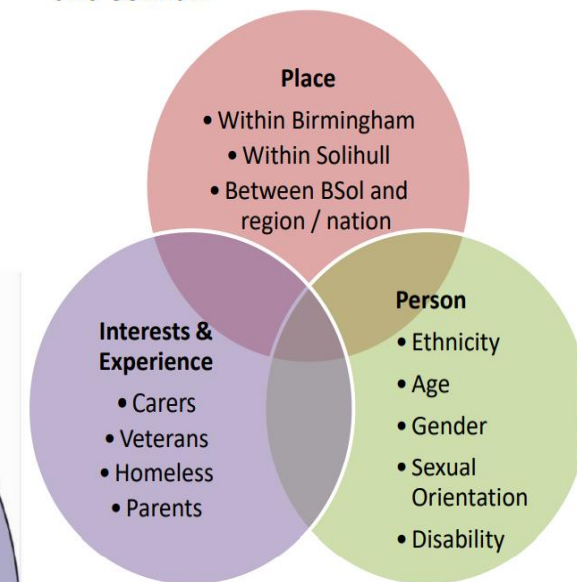 Place
• Within Birmingham
• Within Solihull
• Between BSol and
region / nation
Interests &
Experience
• Carers
• Veterans
• Homeless
• Parents
Person
• Ethnicity
• Age
• Gender
• Sexual
Orientation
• Disability